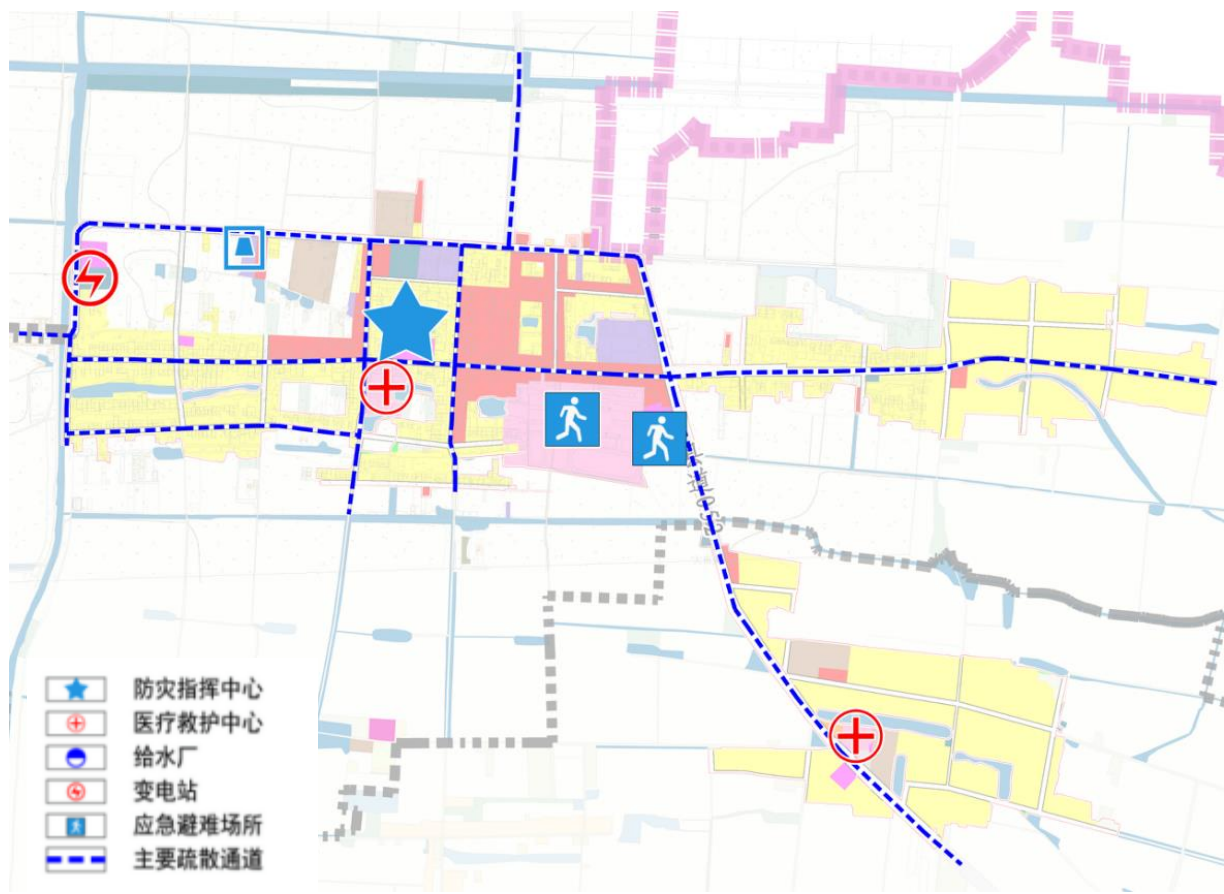 防灾指挥中心
医疗救护中心
给水厂
变电站
应急避难场所
主要疏散通道